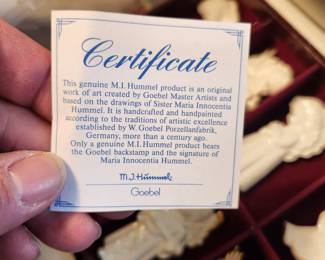 Certificate
This genuine M.I. Hummel product is an original
work of art created by Goebel Master Artists and
based on the drawings of Sister Maria Innocentia
Hummel. It is handcrafted and handpainted
according to the traditions of artistic excellence
established by W. Goebel Porzellanfabrik,
Germany, more than a century ago.
Only a genuine M.I. Hummel product bears
the Goebel backstamp and the signature of
Maria Innocentia Hummel.
M.J.Hummel
Goebel